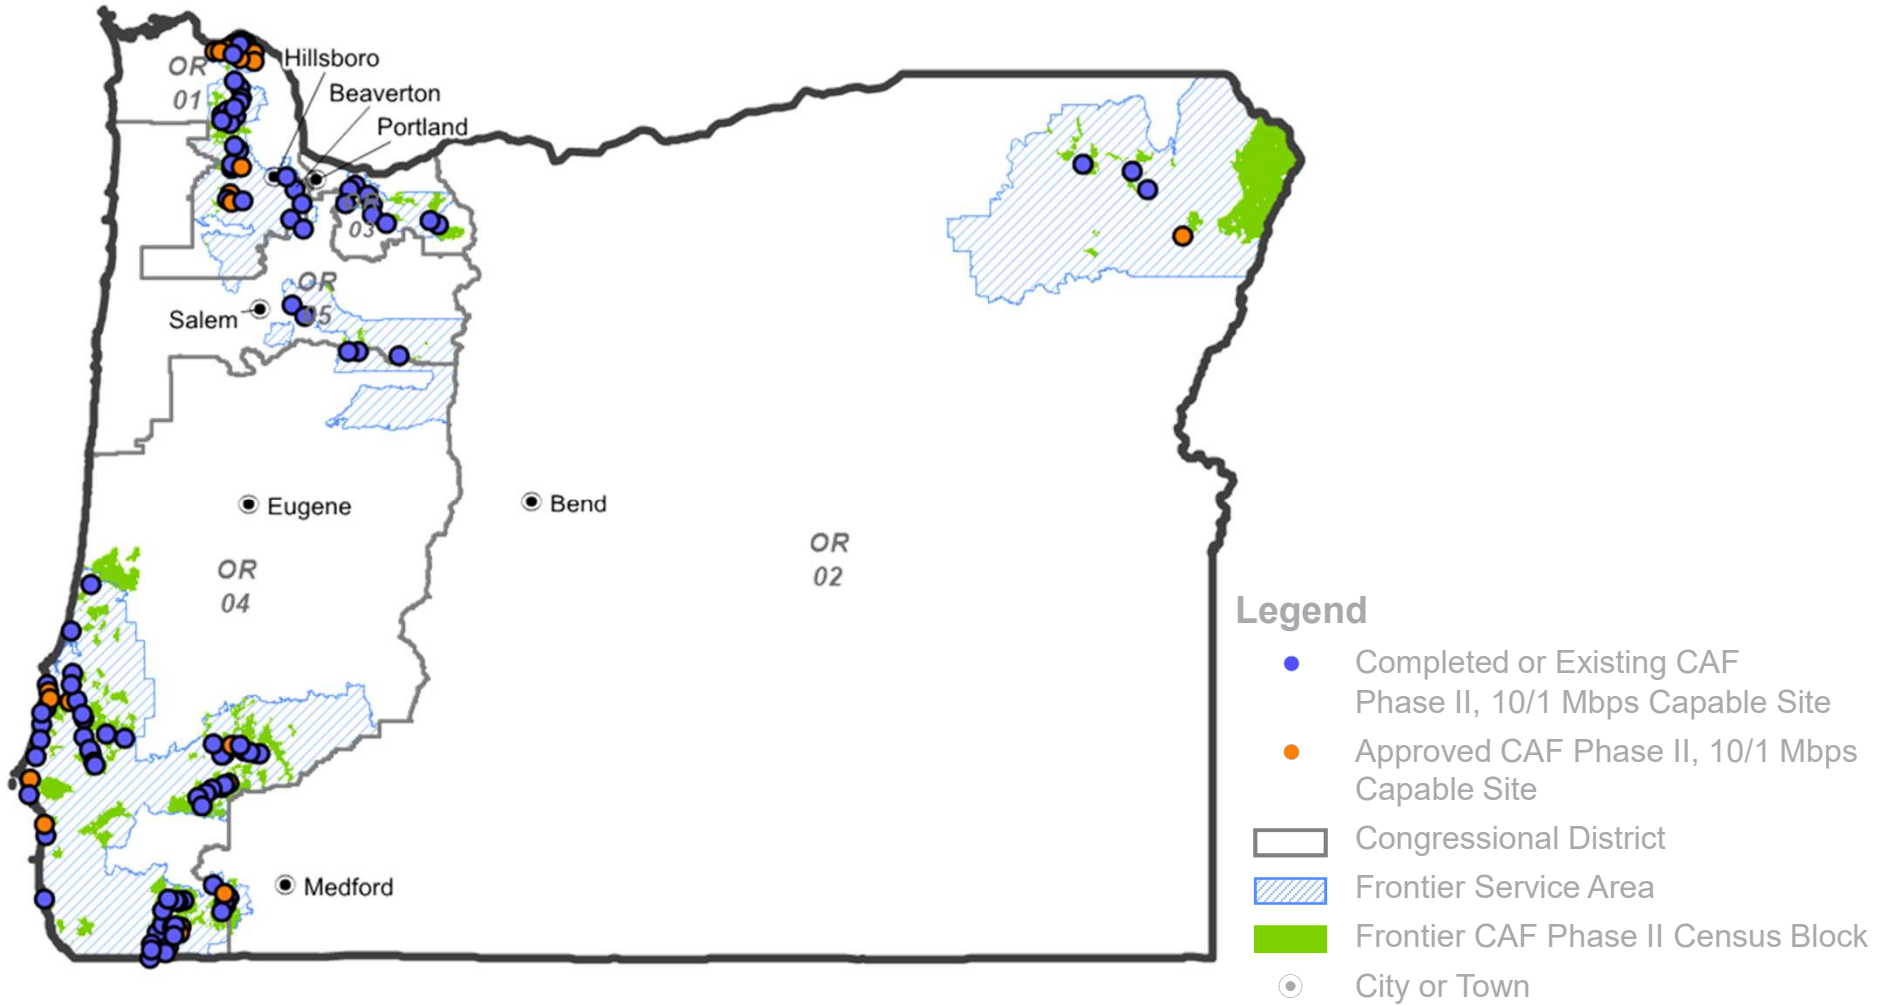 Hillsboro
OR
01
Beaverton
Portland
OR
03
OR
05
Salem
Eugene
Bend
OR
02
OR
04
Medford
Legend
Completed or Existing CAF
Phase II, 10/1 Mbps Capable Site
Approved CAF Phase II, 10/1 Mbps
Capable Site
Congressional District
Frontier Service Area
Frontier CAF Phase II Census Block
City or Town